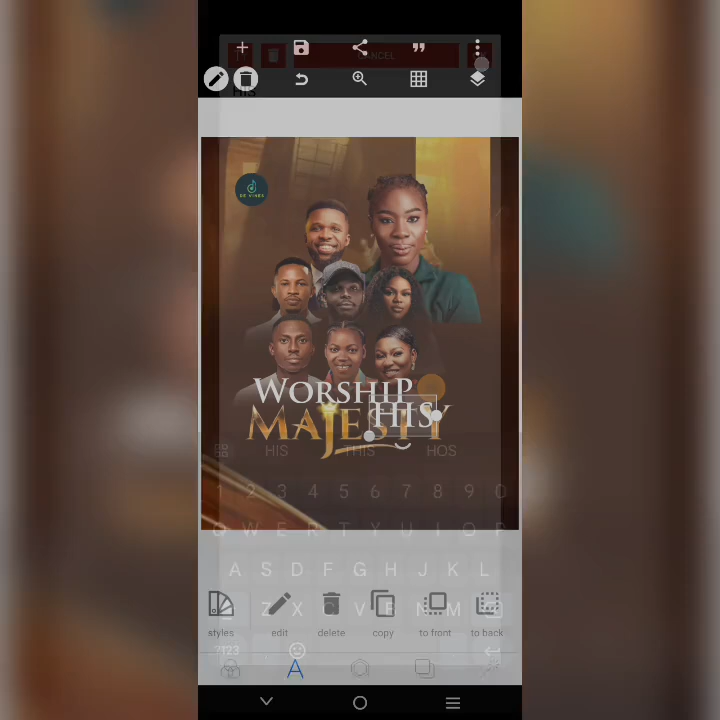 CANCEL
HIS
WORSHIP
HIS
MAJESTY
HIS THIS HOS
1 2 3 4 5 6 7 8 9 0
Q W E R T Y U I O P
A S D F G H J K L
Z X C V B N M
styles edit delete copy to front to back
?123
A